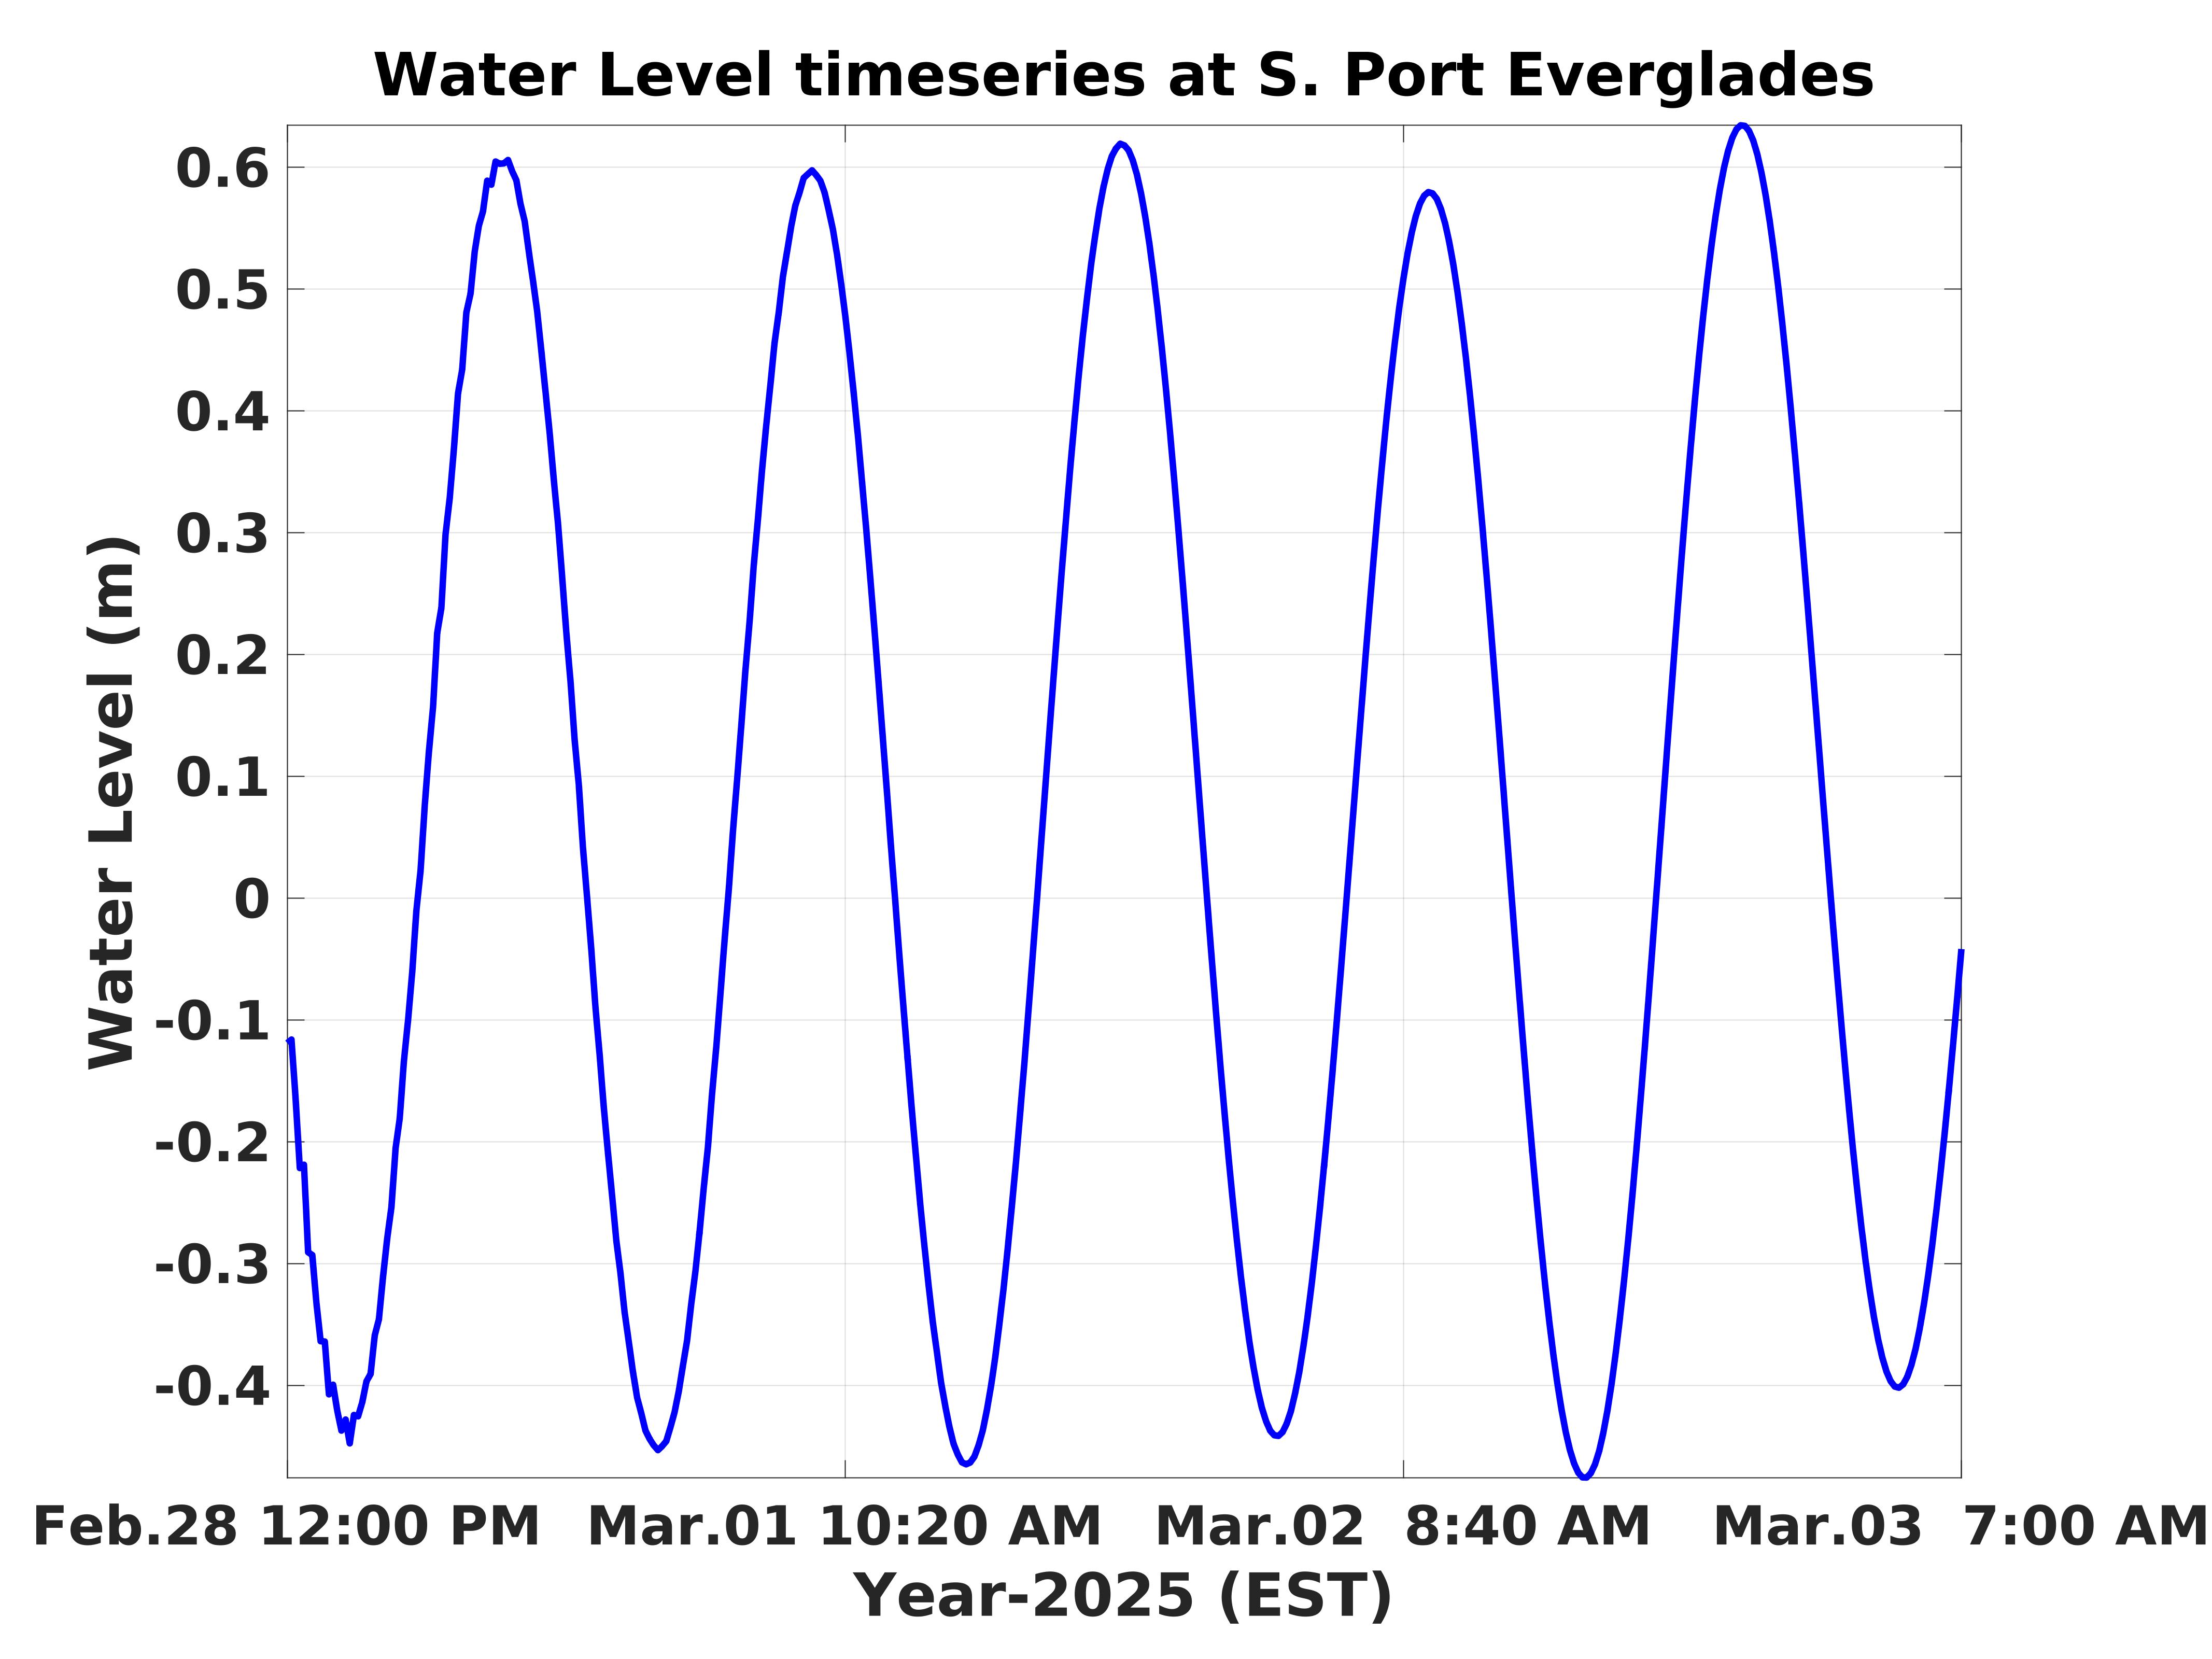 Water Level timeseries at S. Port Everglades
0.6
0.5
0.4
0.3
0.2
0.1
0
-0.1
-0.2
-0.3
-0.4
Water Level (m)
Feb.28 12:00 PM Mar.01 10:20 AM Mar.02 8:40 AM Mar.03 7:00 AM
Year-2025 (EST)